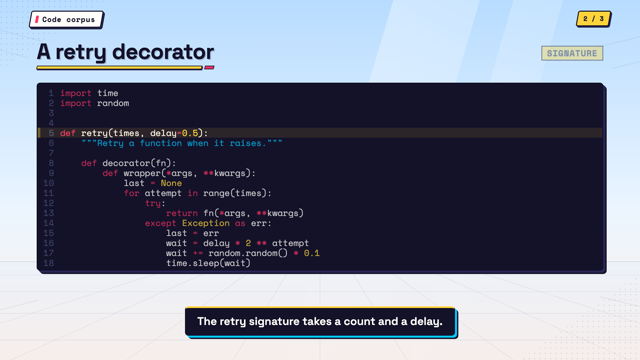 Code corpus
2 / 3
A retry decorator
SIGNATURE
1 import time
2 import random
3
4
5 def retry(times, delay=0.5):
6     """Retry a function when it raises."""
7
8     def decorator(fn):
9         def wrapper(*args, **kwargs):
10             last = None
11             for attempt in range(times):
12                 try:
13                     return fn(*args, **kwargs)
14                 except Exception as err:
15                     last = err
16                     wait = delay * 2 ** attempt
17                     wait += random.random() * 0.1
18                     time.sleep(wait)
The retry signature takes a count and a delay.